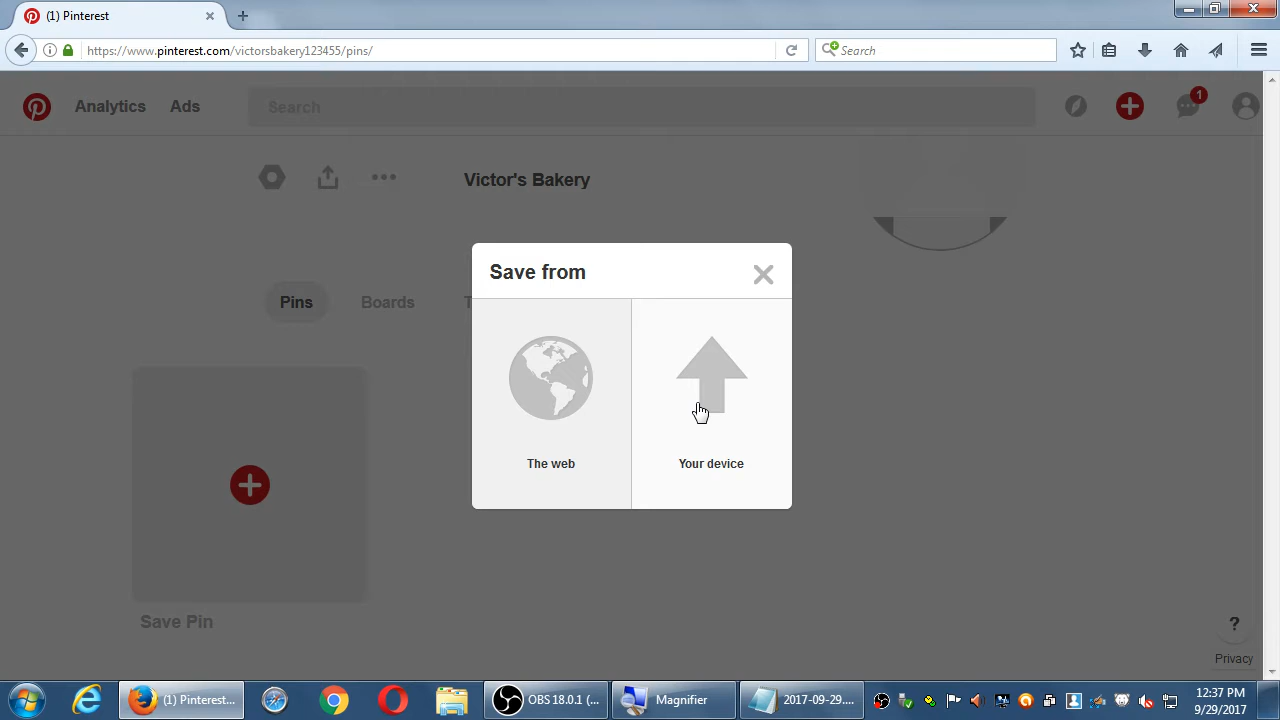 (1) Pinterest
https://www.pinterest.com/victorsbakery123455/pins/
Search
Analytics
Ads
Search
1
Victor's Bakery
Save from
Pins
Boards
T
The web
Your device
Save Pin
?
Privacy
(1) Pinterest...
OBS 18.0.1 (...
Magnifier
2017-09-29....
12:37 PM
9/29/2017